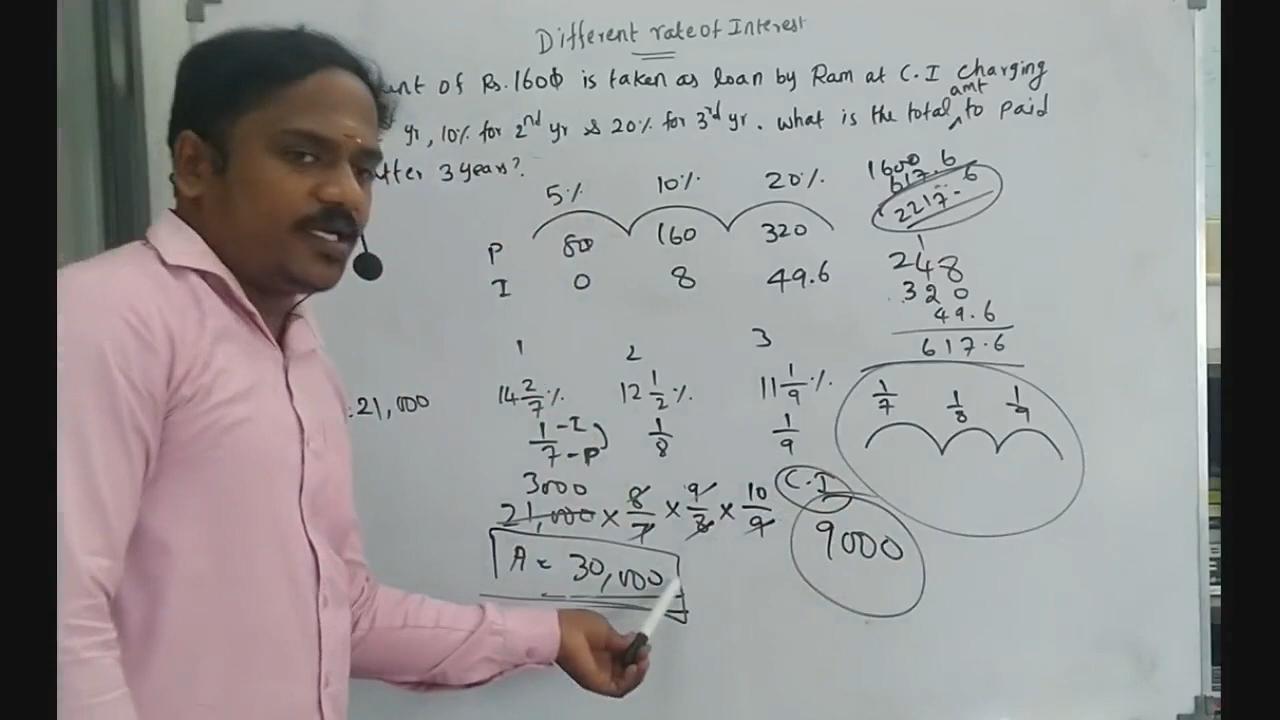 Different rate of Interest
unt of Rs. 1600 is taken as loan by Ram at C.I charging
yr, 10% for 2nd yr & 20% for 3rd yr. what is the total amt to paid
after 3 years?
5% 10% 20%
P 80 160 320
I 0 8 49.6
1600
617.6
2217.6
1
248
320
49.6
617.6
1 2 3
:21,000
14 2/7 % 12 1/2 % 11 1/9 %
1/7 -I -P 1/8 1/9
1/7 1/8 1/9
3000
21,000 × 8/7 × 9/8 × 10/9
A = 30,000
C.I
9000